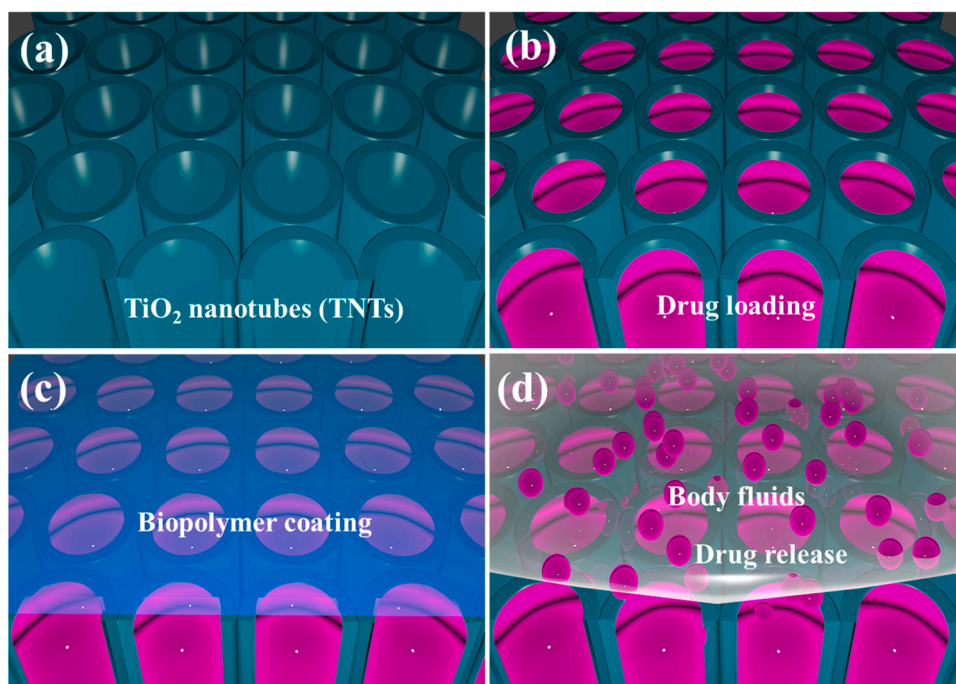 (a)
TiO₂ nanotubes (TNTs)
(b)
Drug loading
(c)
Biopolymer coating
(d)
Body fluids
Drug release